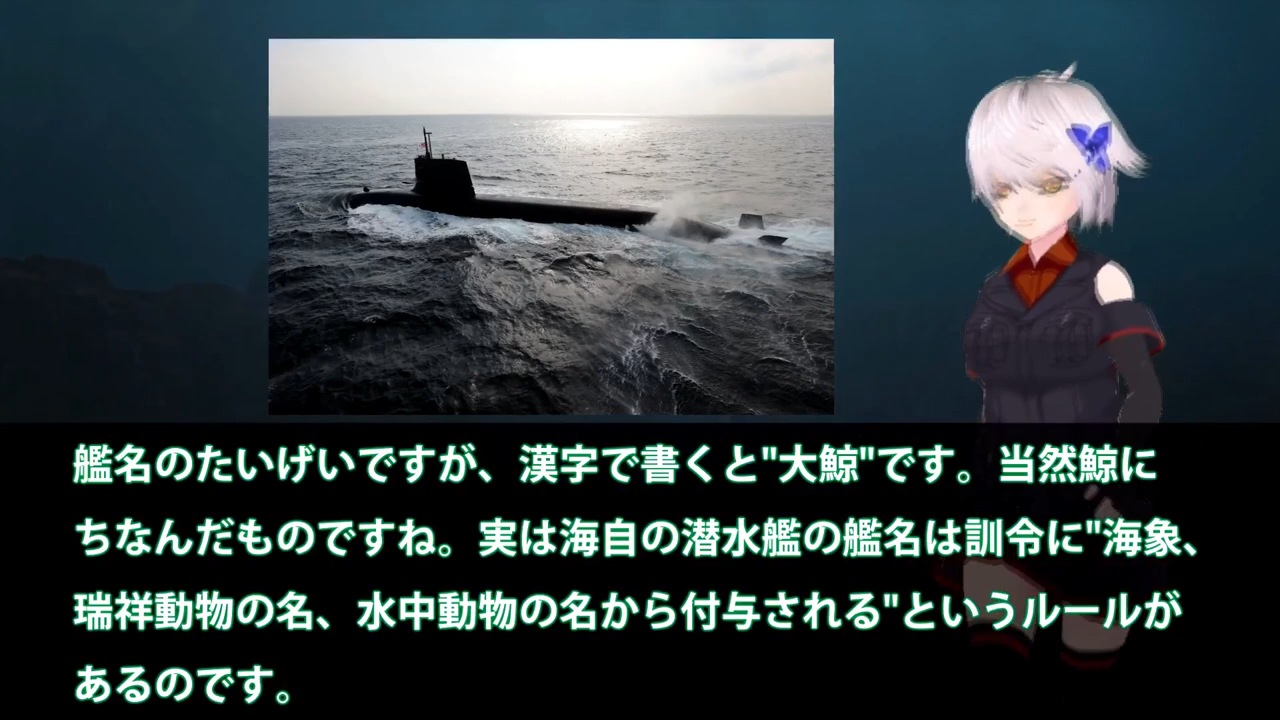 艦名のたいげいですが、漢字で書くと"大鯨"です。当然鯨に
ちなんだものですね。実は海自の潜水艦の艦名は訓令に"海象、
瑞祥動物の名、水中動物の名から付与される"というルールが
あるのです。